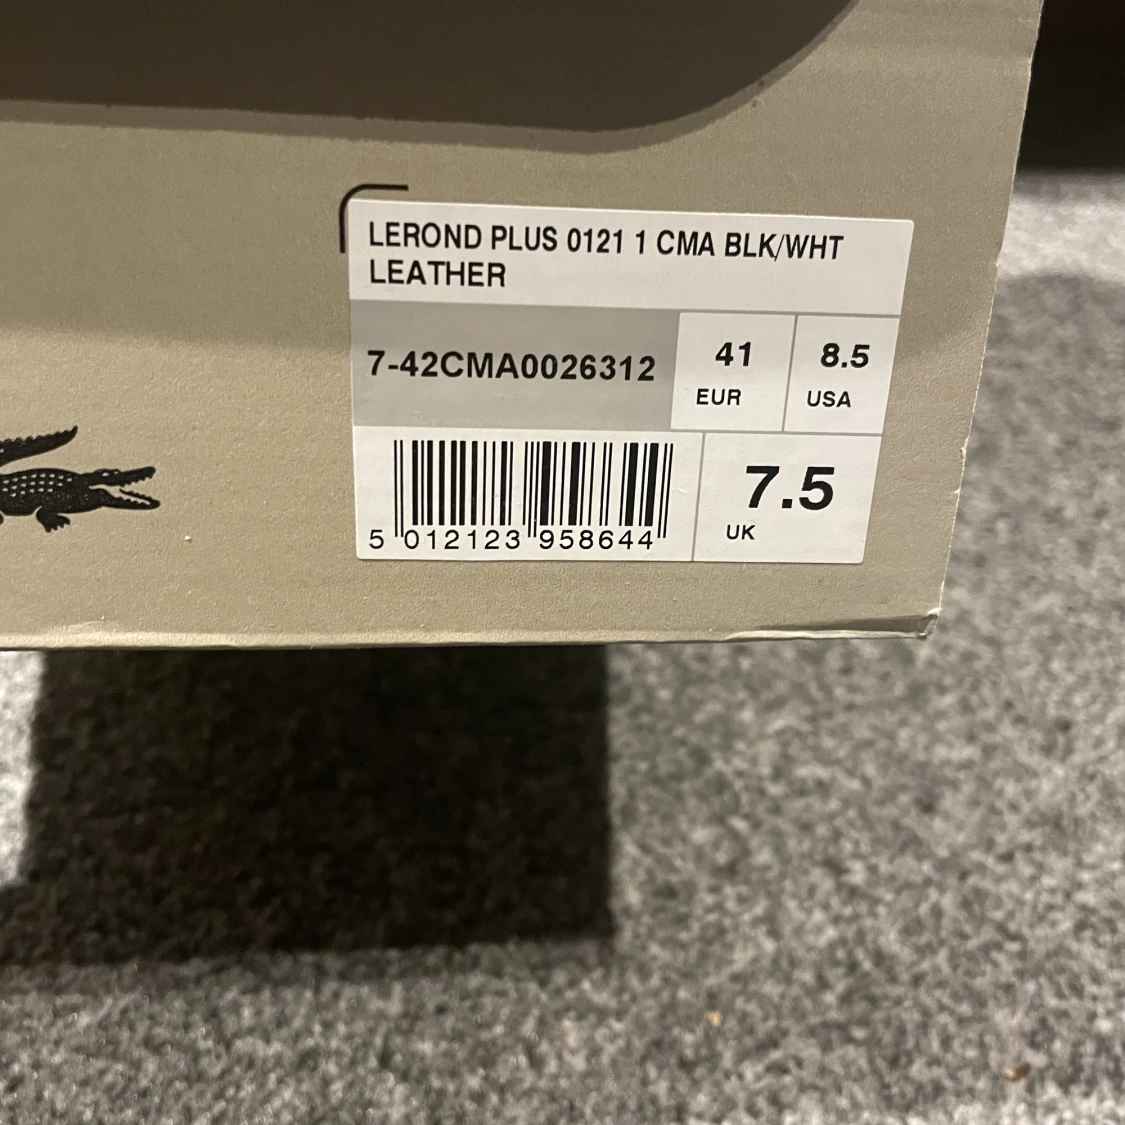 LEROND PLUS 0121 1 CMA BLK/WHT
LEATHER
7-42CMA0026312
41
EUR
8.5
USA
5 012123 958644
7.5
UK